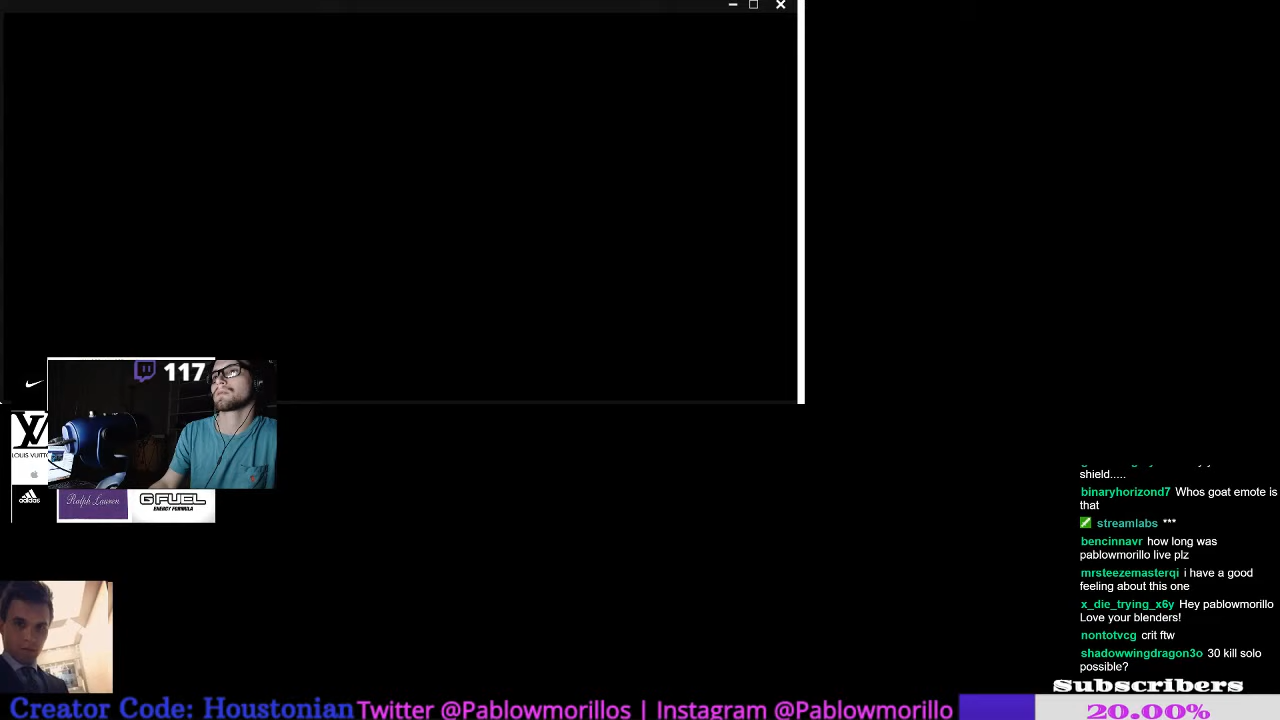 117
LOUIS VUITTON
adidas
Ralph Lauren
G FUEL
ENERGY FORMULA
shield.....
binaryhorizond7 Whos goat emote is
that
streamlabs ***
bencinnavr how long was
pablowmorillo live plz
mrsteezemasterqi i have a good
feeling about this one
x_die_trying_x6y Hey pablowmorillo
Love your blenders!
nontotvcg crit ftw
shadowwingdragon3o 30 kill solo
possible?
Subscribers
20.00%
Creator Code: Houstonian Twitter @Pablowmorillos | Instagram @Pablowmorillo